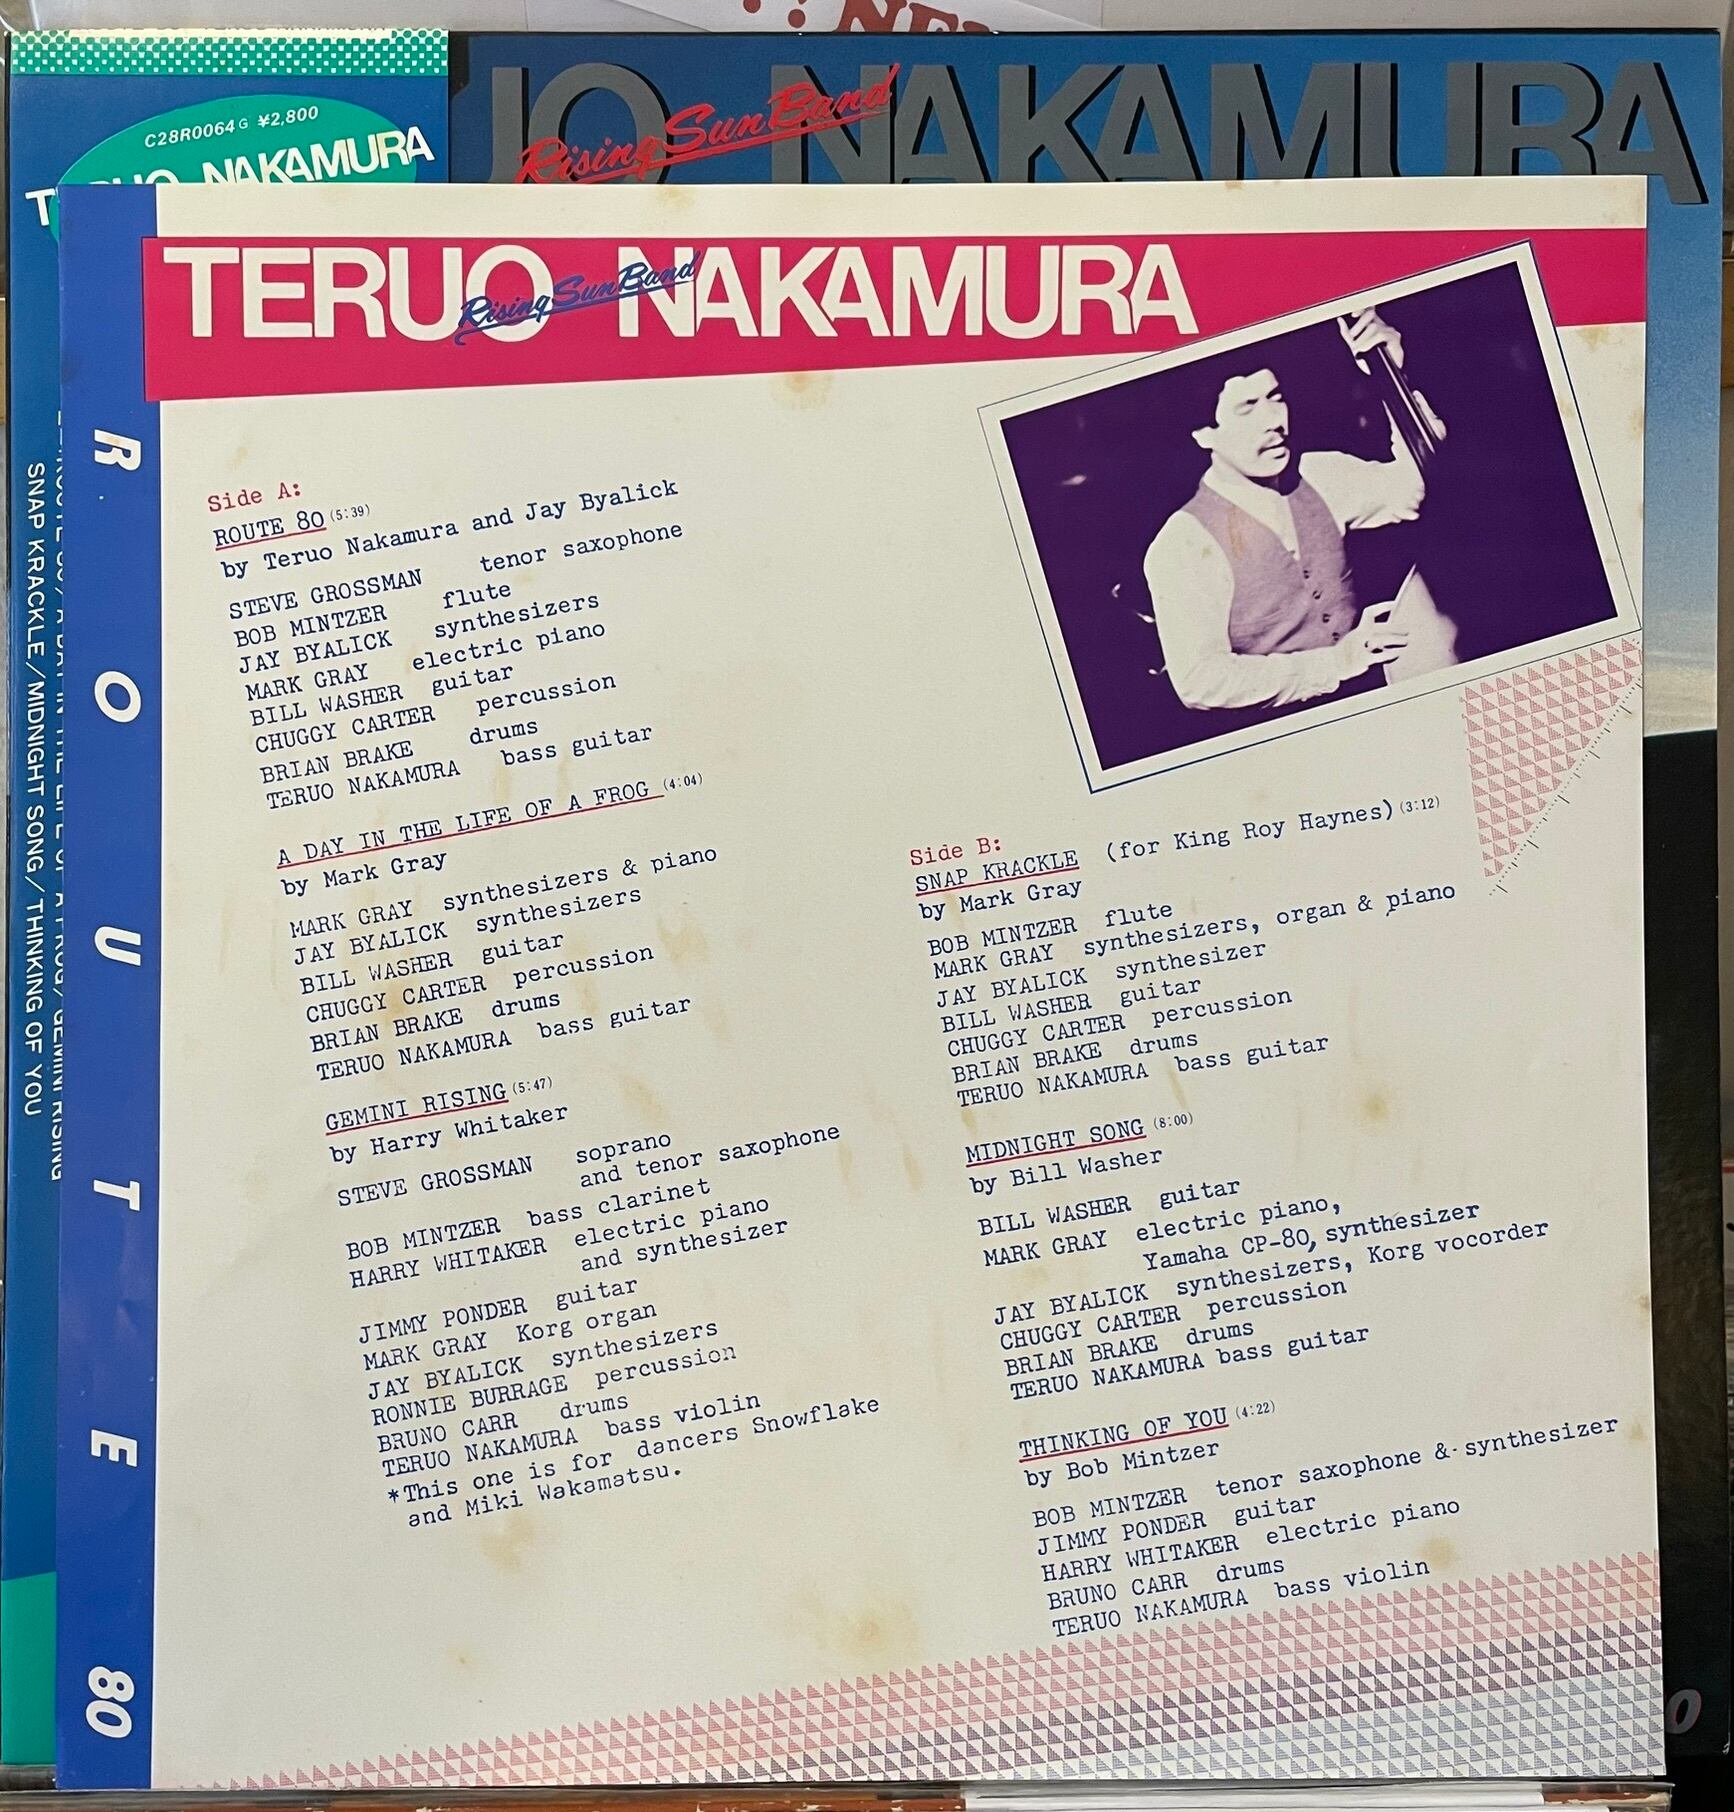 NEW
C28R0064 G ¥2,800
NAKAMURA
Rising Sun Band
NAKAMURA
SNAP KRACKLE/MIDNIGHT SONG/THINKING OF YOU
ROUTE 80
TERUO NAKAMURA
Rising Sun Band
Side A:
ROUTE 80 (5:39)
by Teruo Nakamura and Jay Byalick
STEVE GROSSMAN tenor saxophone
BOB MINTZER flute
JAY BYALICK synthesizers
MARK GRAY electric piano
BILL WASHER guitar
CHUGGY CARTER percussion
BRIAN BRAKE drums
TERUO NAKAMURA bass guitar
A DAY IN THE LIFE OF A FROG (4:04)
by Mark Gray
MARK GRAY synthesizers & piano
JAY BYALICK synthesizers
BILL WASHER guitar
CHUGGY CARTER percussion
BRIAN BRAKE drums
TERUO NAKAMURA bass guitar
GEMINI RISING (5:47)
by Harry Whitaker
STEVE GROSSMAN soprano
and tenor saxophone
BOB MINTZER bass clarinet
HARRY WHITAKER electric piano
and synthesizer
JIMMY PONDER guitar
MARK GRAY Korg organ
JAY BYALICK synthesizers
RONNIE BURRAGE percussion
BRUNO CARR drums
TERUO NAKAMURA bass violin
*This one is for dancers Snowflake
and Miki Wakamatsu.
Side B:
SNAP KRACKLE (for King Roy Haynes) (3:12)
by Mark Gray
BOB MINTZER flute
MARK GRAY synthesizers, organ & piano
JAY BYALICK synthesizer
BILL WASHER guitar
CHUGGY CARTER percussion
BRIAN BRAKE drums
TERUO NAKAMURA bass guitar
MIDNIGHT SONG (8:00)
by Bill Washer
BILL WASHER guitar
MARK GRAY electric piano,
Yamaha CP-80, synthesizer
JAY BYALICK synthesizers, Korg vocorder
CHUGGY CARTER percussion
BRIAN BRAKE drums
TERUO NAKAMURA bass guitar
THINKING OF YOU (4:22)
by Bob Mintzer
BOB MINTZER tenor saxophone & synthesizer
JIMMY PONDER guitar
HARRY WHITAKER electric piano
BRUNO CARR drums
TERUO NAKAMURA bass violin